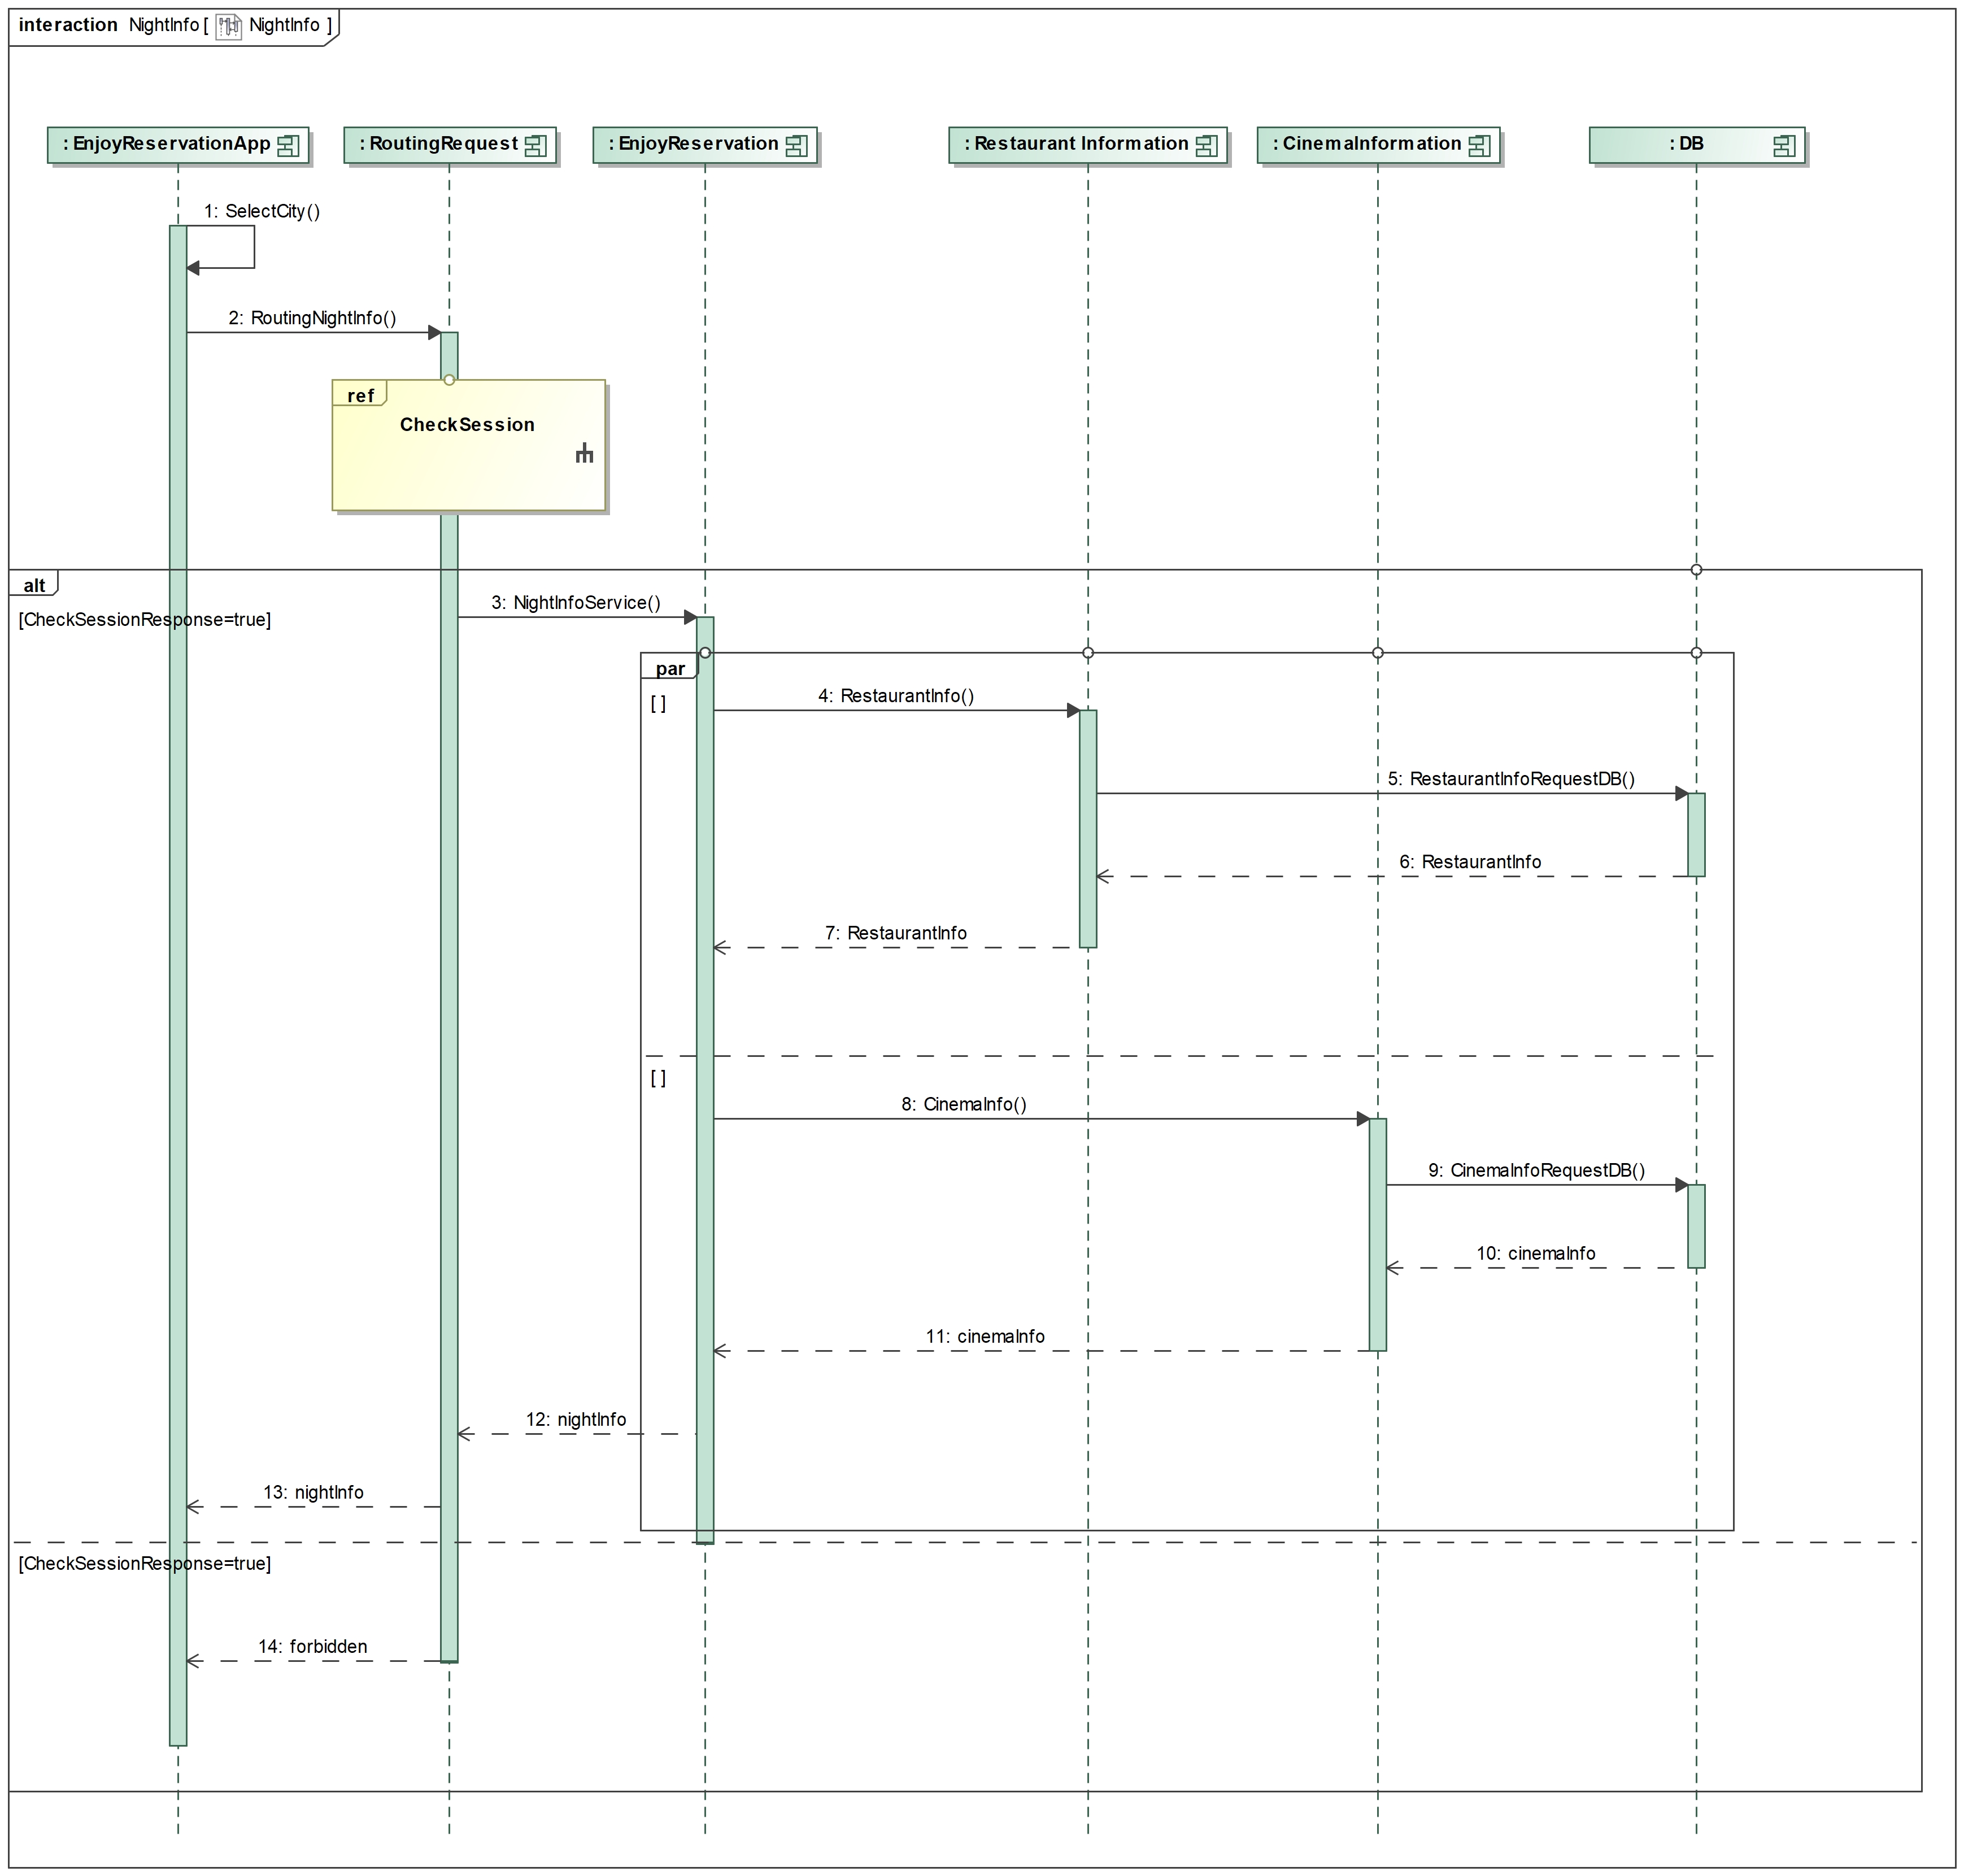 interaction NightInfo [ NightInfo ]
: EnjoyReservationApp
: RoutingRequest
: EnjoyReservation
: Restaurant Information
: CinemaInformation
: DB
1: SelectCity()
2: RoutingNightInfo()
ref
CheckSession
alt
[CheckSessionResponse=true]
3: NightInfoService()
par
[ ]
4: RestaurantInfo()
5: RestaurantInfoRequestDB()
6: RestaurantInfo
7: RestaurantInfo
[ ]
8: CinemaInfo()
9: CinemaInfoRequestDB()
10: cinemaInfo
11: cinemaInfo
12: nightInfo
13: nightInfo
[CheckSessionResponse=true]
14: forbidden